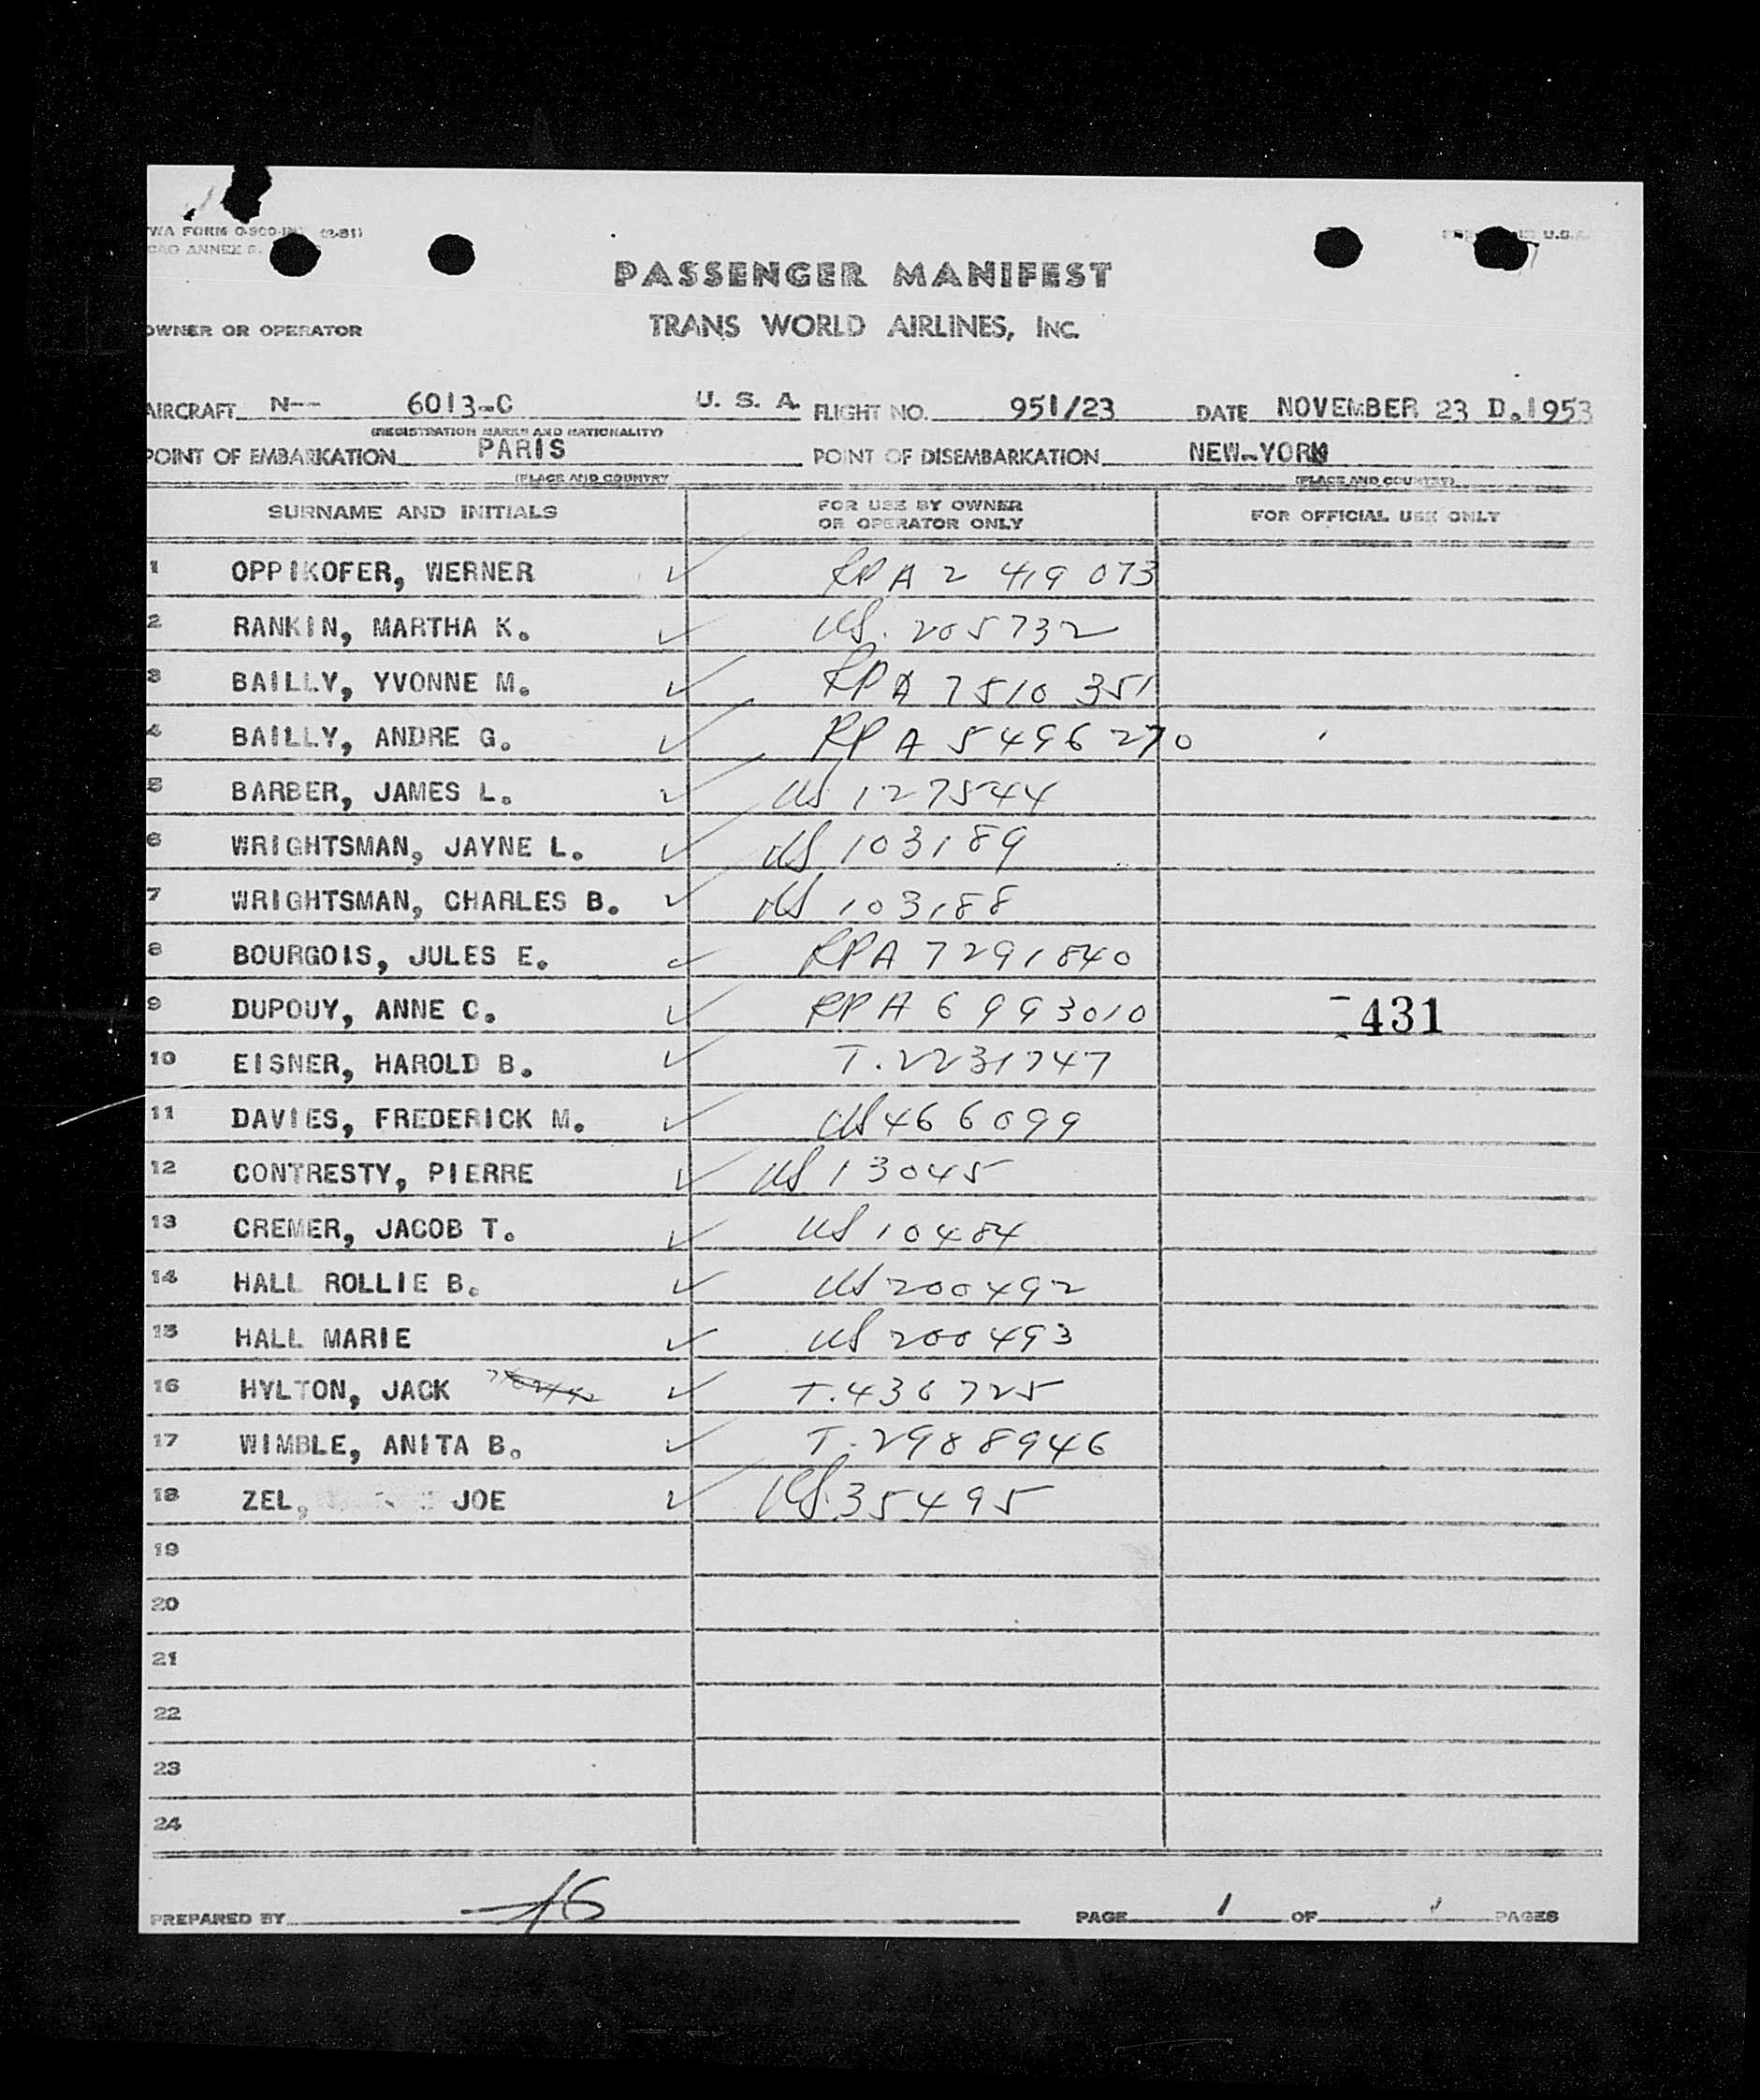 TWA FORM
PASSENGER MANIFEST
TRANS WORLD AIRLINES, INC.
OWNER OR OPERATOR
AIRCRAFT N-- 6013-C U. S. A. FLIGHT NO. 951/23 DATE NOVEMBER 23 D. 1953
(REGISTRATION MARKS AND NATIONALITY)
POINT OF EMBARKATION PARIS POINT OF DISEMBARKATION NEW-YORK
(PLACE AND COUNTRY (PLACE AND COUNTRY)
SURNAME AND INITIALS FOR USE BY OWNER OR OPERATOR ONLY FOR OFFICIAL USE ONLY
1 OPPIKOFER, WERNER ✓ RPA 2 419 073
2 RANKIN, MARTHA K. ✓ US. 205732
3 BAILLY, YVONNE M. ✓ RPA 7510 351
4 BAILLY, ANDRE G. ✓ RPA 5496270
5 BARBER, JAMES L. ✓ US 127544
6 WRIGHTSMAN, JAYNE L. ✓ US 103189
7 WRIGHTSMAN, CHARLES B. ✓ US 103188
8 BOURGOIS, JULES E. ✓ RPA 7291840
9 DUPOUY, ANNE C. ✓ RPA 6993010 431
10 EISNER, HAROLD B. ✓ T.2231747
11 DAVIES, FREDERICK M. ✓ US 466099
12 CONTRESTY, PIERRE ✓ US 13045
13 CREMER, JACOB T. ✓ US 10484
14 HALL ROLLIE B. ✓ US 200492
15 HALL MARIE ✓ US 200493
16 HYLTON, JACK ✓ T.436725
17 WIMBLE, ANITA B. ✓ T.2988946
18 ZEL, JOE ✓ US.35495
19
20
21
22
23
24
PREPARED BY PAGE 1 OF 1 PAGES